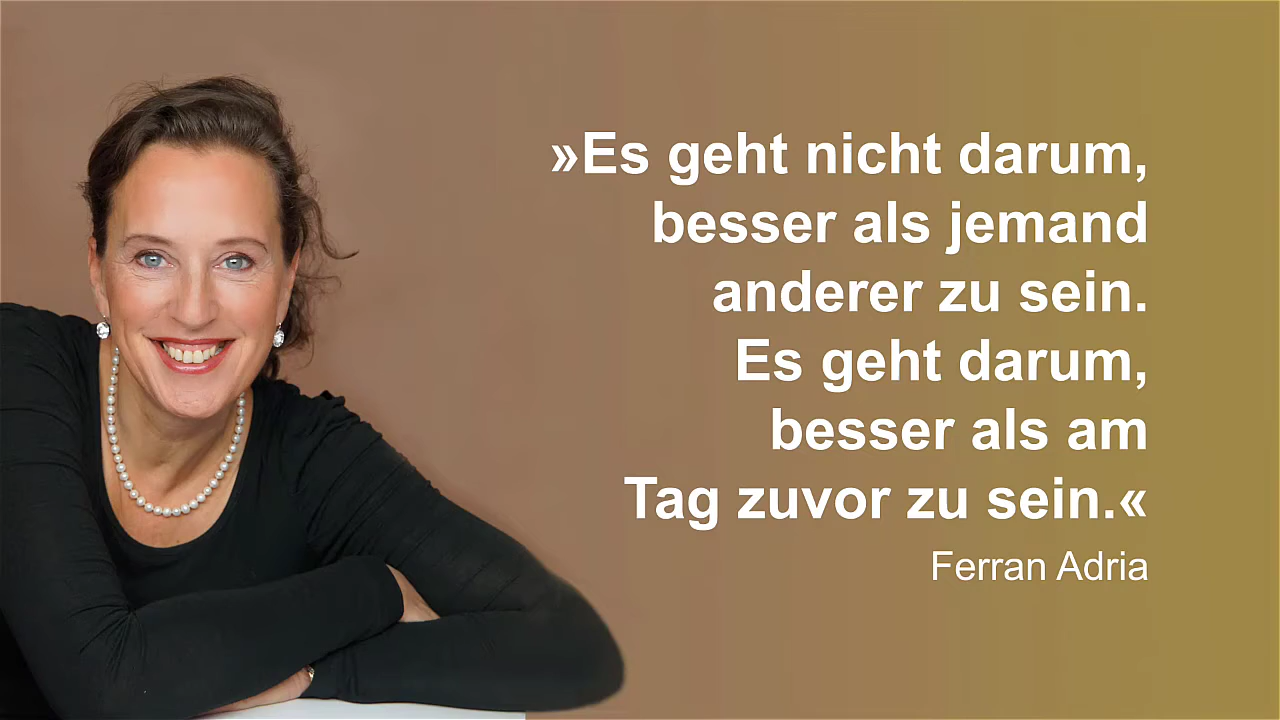 »Es geht nicht darum,
besser als jemand
anderer zu sein.
Es geht darum,
besser als am
Tag zuvor zu sein.«
Ferran Adria